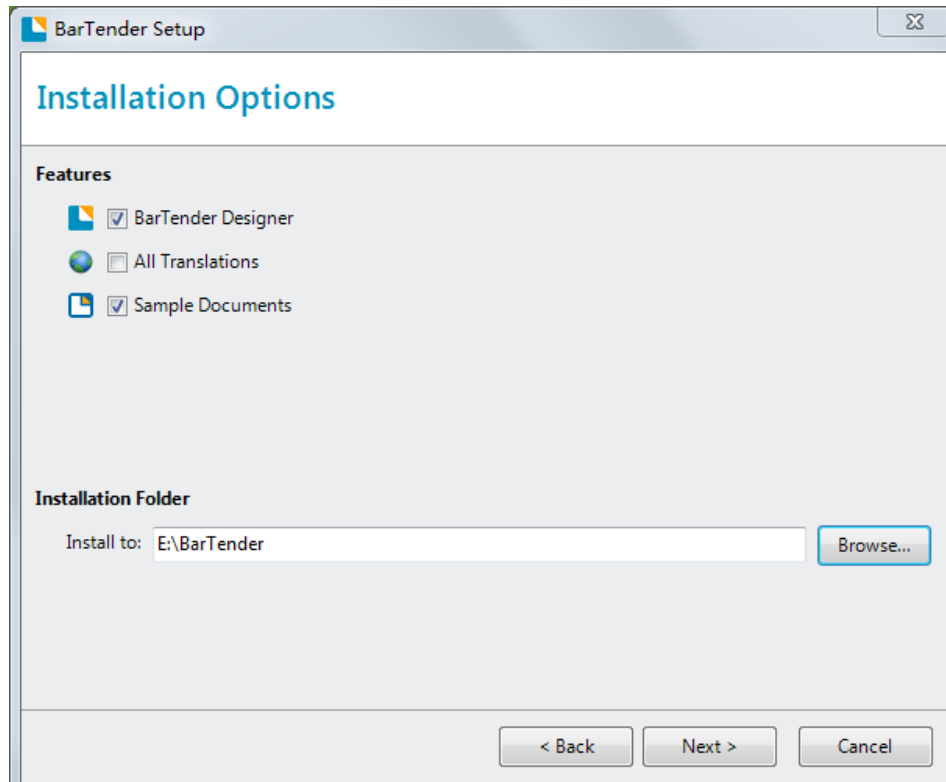 BarTender Setup
Installation Options
Features
BarTender Designer
All Translations
Sample Documents
Installation Folder
Install to: E:\BarTender Browse...
< Back Next > Cancel